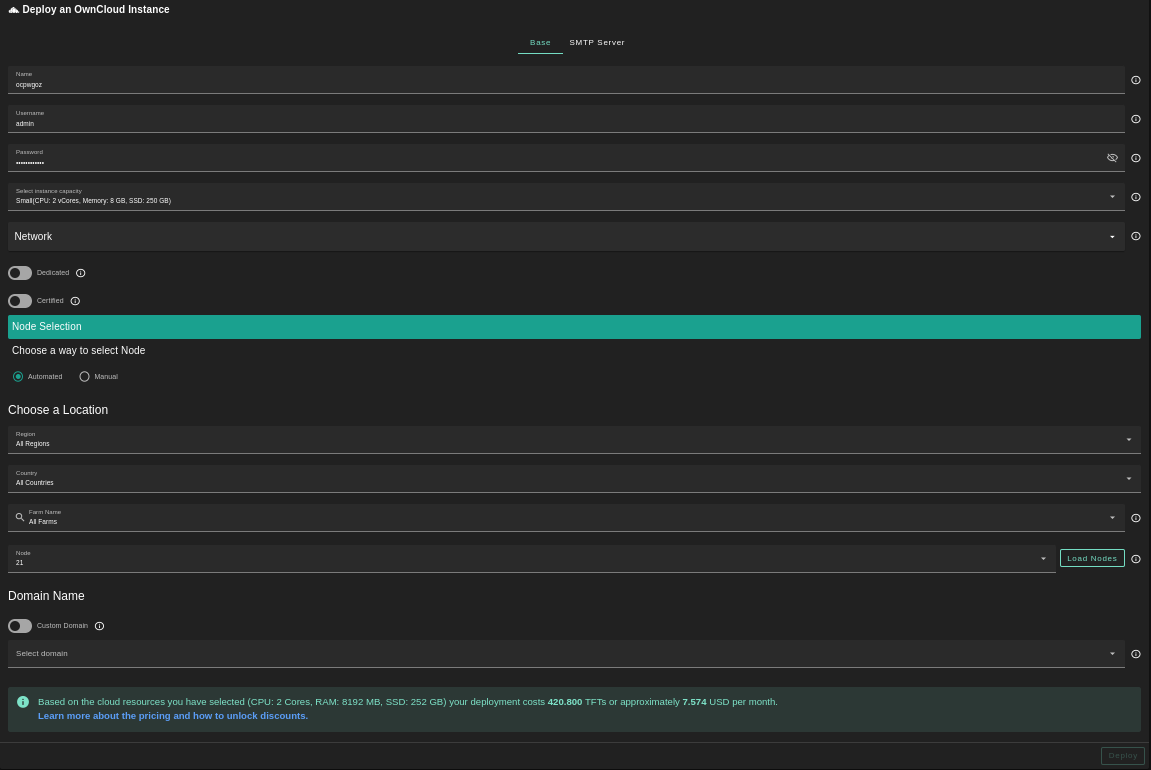 Deploy an OwnCloud Instance
Base
SMTP Server
Name
ocpwgoz
Username
admin
Password
••••••••••••
Select instance capacity
Small(CPU: 2 vCores, Memory: 8 GB, SSD: 250 GB)
Network
Dedicated
Certified
Node Selection
Choose a way to select Node
Automated
Manual
Choose a Location
Region
All Regions
Country
All Countries
Farm Name
All Farms
Node
21
Load Nodes
Domain Name
Custom Domain
Select domain
Based on the cloud resources you have selected (CPU: 2 Cores, RAM: 8192 MB, SSD: 252 GB) your deployment costs 420.800 TFTs or approximately 7.574 USD per month.
Learn more about the pricing and how to unlock discounts.
Deploy